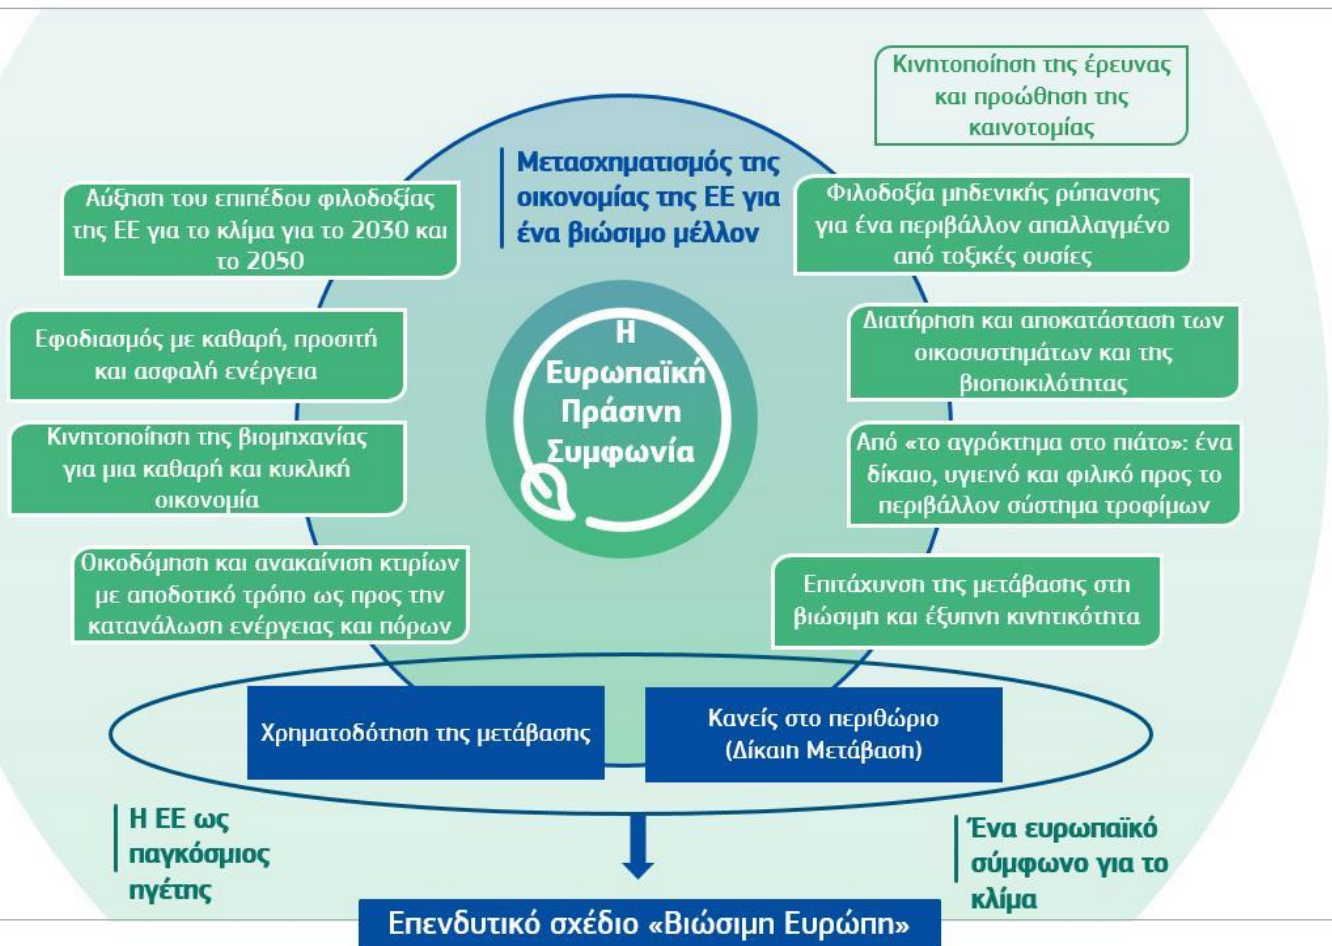 Κινητοποίηση της έρευνας
και προώθηση της
καινοτομίας
Μετασχηματισμός της
οικονομίας της ΕΕ για
ένα βιώσιμο μέλλον
Αύξηση του επιπέδου φιλοδοξίας
της ΕΕ για το κλίμα για το 2030 και
το 2050
Φιλοδοξία μηδενικής ρύπανσης
για ένα περιβάλλον απαλλαγμένο
από τοξικές ουσίες
Εφοδιασμός με καθαρή, προσιτή
και ασφαλή ενέργεια
Η
Ευρωπαϊκή
Πράσινη
Συμφωνία
Διατήρηση και αποκατάσταση των
οικοσυστημάτων και της
βιοποικιλότητας
Κινητοποίηση της βιομηχανίας
για μια καθαρή και κυκλική
οικονομία
Από «το αγρόκτημα στο πιάτο»: ένα
δίκαιο, υγιεινό και φιλικό προς το
περιβάλλον σύστημα τροφίμων
Οικοδόμηση και ανακαίνιση κτιρίων
με αποδοτικό τρόπο ως προς την
κατανάλωση ενέργειας και πόρων
Επιτάχυνση της μετάβασης στη
βιώσιμη και έξυπνη κινητικότητα
Χρηματοδότηση της μετάβασης
Κανείς στο περιθώριο
(Δίκαιη Μετάβαση)
Η ΕΕ ως
παγκόσμιος
ηγέτης
Ένα ευρωπαϊκό
σύμφωνο για το
κλίμα
Επενδυτικό σχέδιο «Βιώσιμη Ευρώπη»